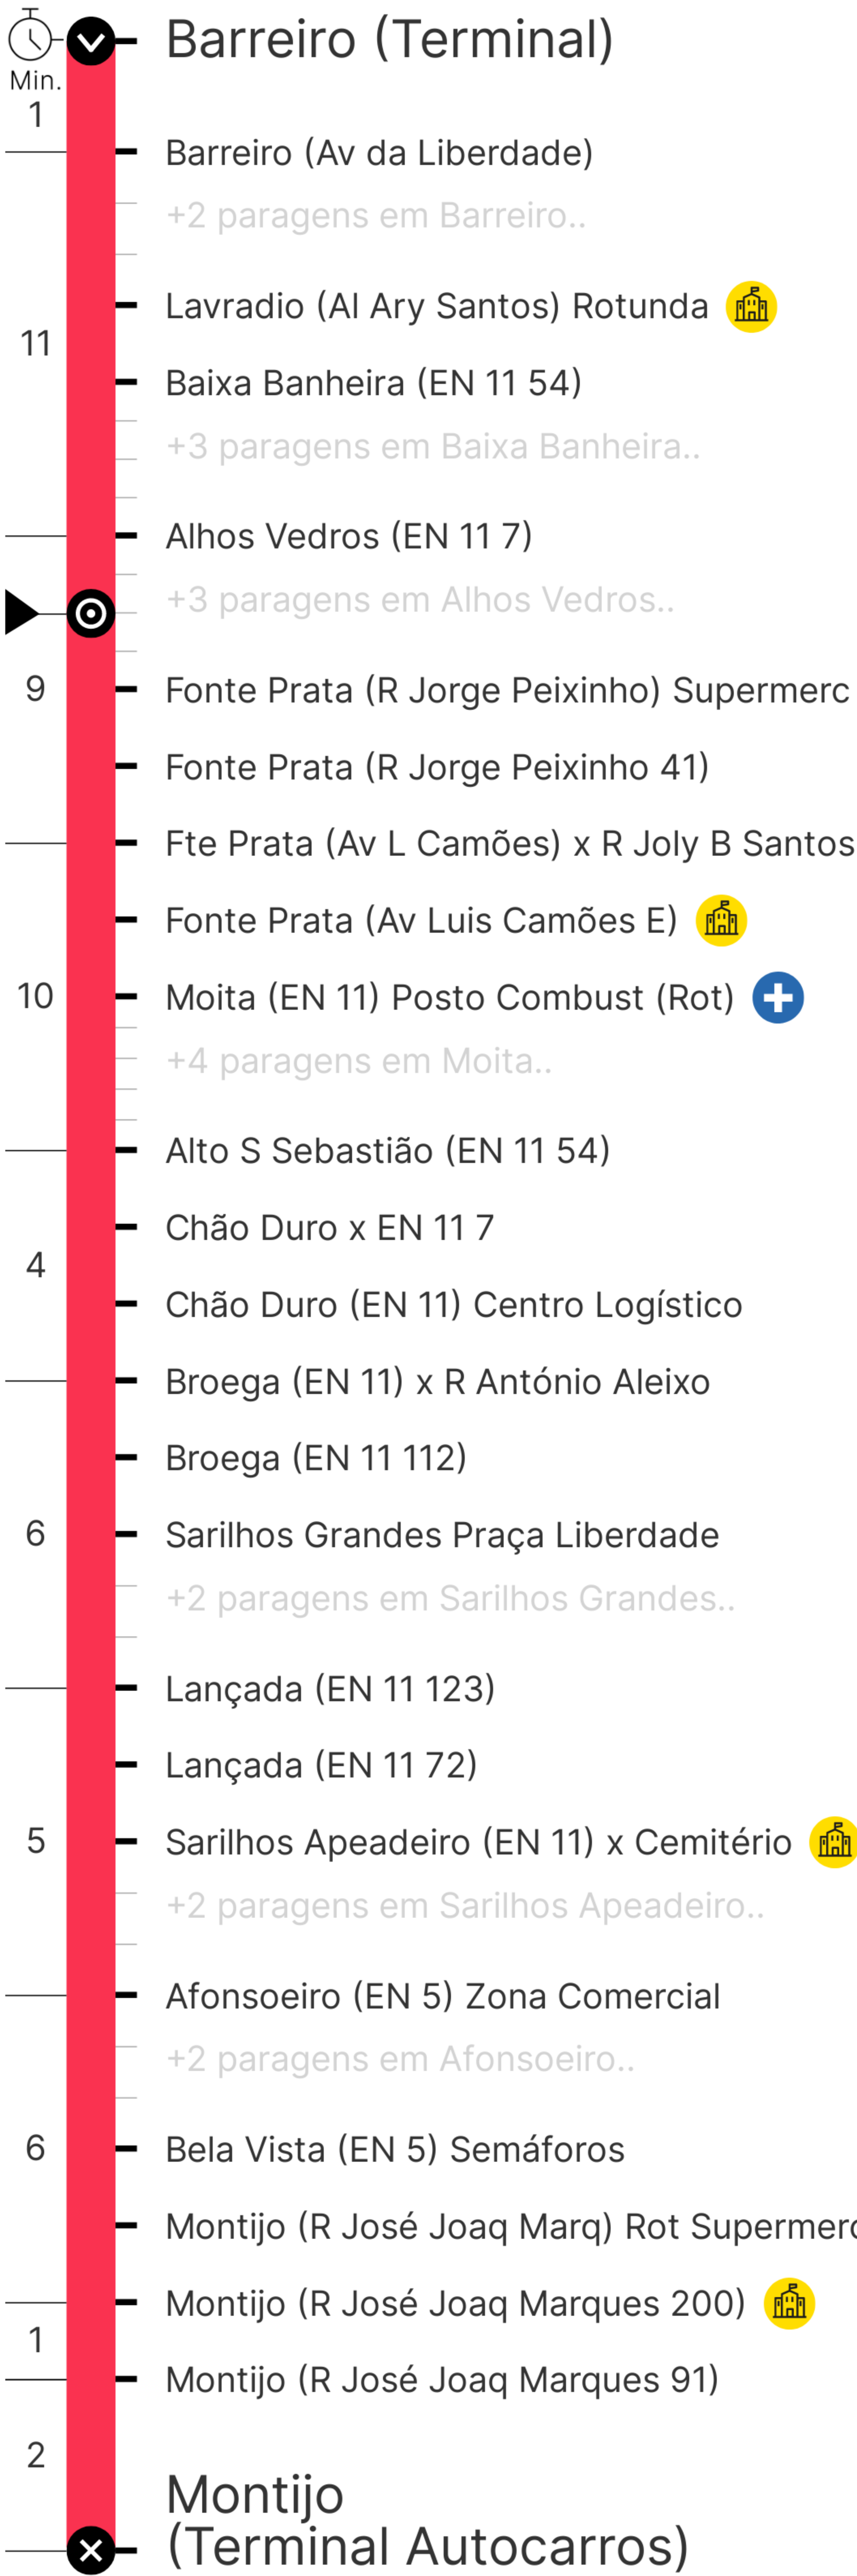 Barreiro (Terminal)
Min.
1
Barreiro (Av da Liberdade)
+2 paragens em Barreiro..
Lavradio (Al Ary Santos) Rotunda
11
Baixa Banheira (EN 11 54)
+3 paragens em Baixa Banheira..
Alhos Vedros (EN 11 7)
+3 paragens em Alhos Vedros..
9
Fonte Prata (R Jorge Peixinho) Supermerc
Fonte Prata (R Jorge Peixinho 41)
Fte Prata (Av L Camões) x R Joly B Santos
Fonte Prata (Av Luis Camões E)
10
Moita (EN 11) Posto Combust (Rot)
+4 paragens em Moita..
Alto S Sebastião (EN 11 54)
Chão Duro x EN 11 7
4
Chão Duro (EN 11) Centro Logístico
Broega (EN 11) x R António Aleixo
Broega (EN 11 112)
6
Sarilhos Grandes Praça Liberdade
+2 paragens em Sarilhos Grandes..
Lançada (EN 11 123)
Lançada (EN 11 72)
5
Sarilhos Apeadeiro (EN 11) x Cemitério
+2 paragens em Sarilhos Apeadeiro..
Afonsoeiro (EN 5) Zona Comercial
+2 paragens em Afonsoeiro..
6
Bela Vista (EN 5) Semáforos
Montijo (R José Joaq Marq) Rot Supermerc
Montijo (R José Joaq Marques 200)
1
Montijo (R José Joaq Marques 91)
2
Montijo
(Terminal Autocarros)